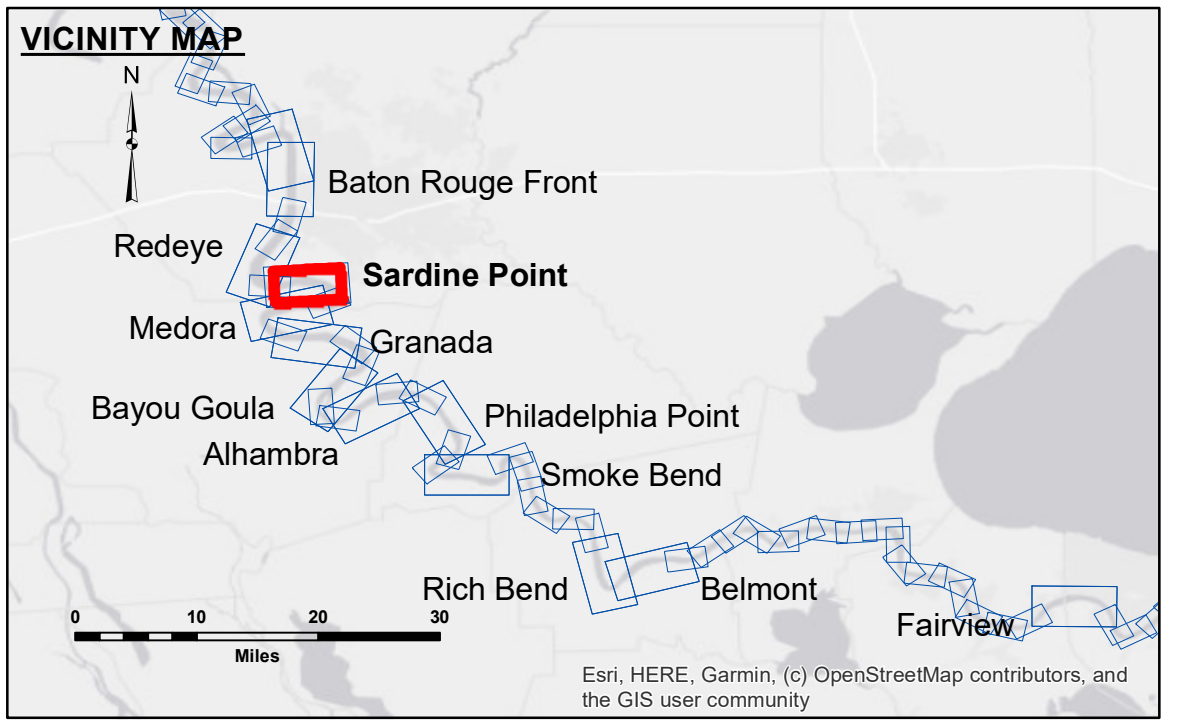 VICINITY MAP
N
Baton Rouge Front
Redeye
Sardine Point
Medora
Granada
Bayou Goula
Philadelphia Point
Alhambra
Smoke Bend
Rich Bend
Belmont
Fairview
0 10 20 30
Miles
Esri, HERE, Garmin, (c) OpenStreetMap contributors, and
the GIS user community